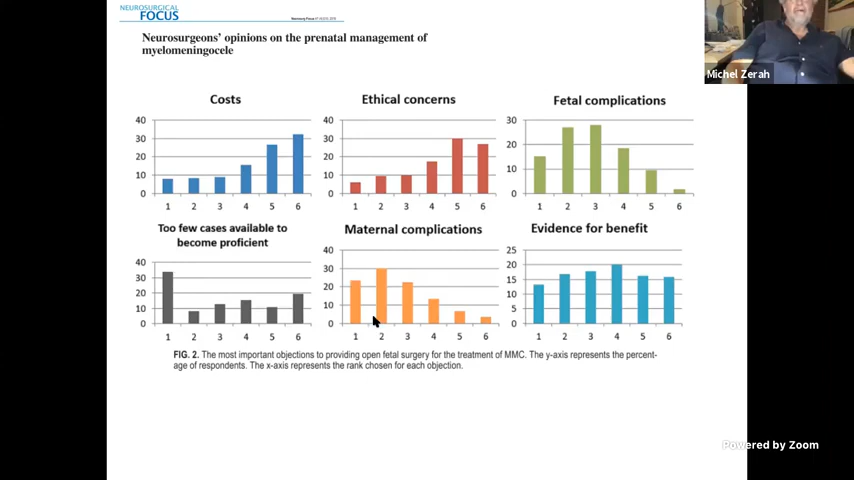 NEUROSURGICAL
FOCUS
Neurosurgeons' opinions on the prenatal management of
myelomeningocele
Michel Zerah
Costs
40
30
20
10
0
1 2 3 4 5 6
Ethical concerns
40
30
20
10
0
1 2 3 4 5 6
Fetal complications
30
20
10
0
1 2 3 4 5 6
Too few cases available to
become proficient
40
30
20
10
0
1 2 3 4 5 6
Maternal complications
40
30
20
10
0
1 2 3 4 5 6
Evidence for benefit
25
20
15
10
5
0
1 2 3 4 5 6
FIG. 2. The most important objections to providing open fetal surgery for the treatment of MMC. The y-axis represents the percent-
age of respondents. The x-axis represents the rank chosen for each objection.
Powered by Zoom